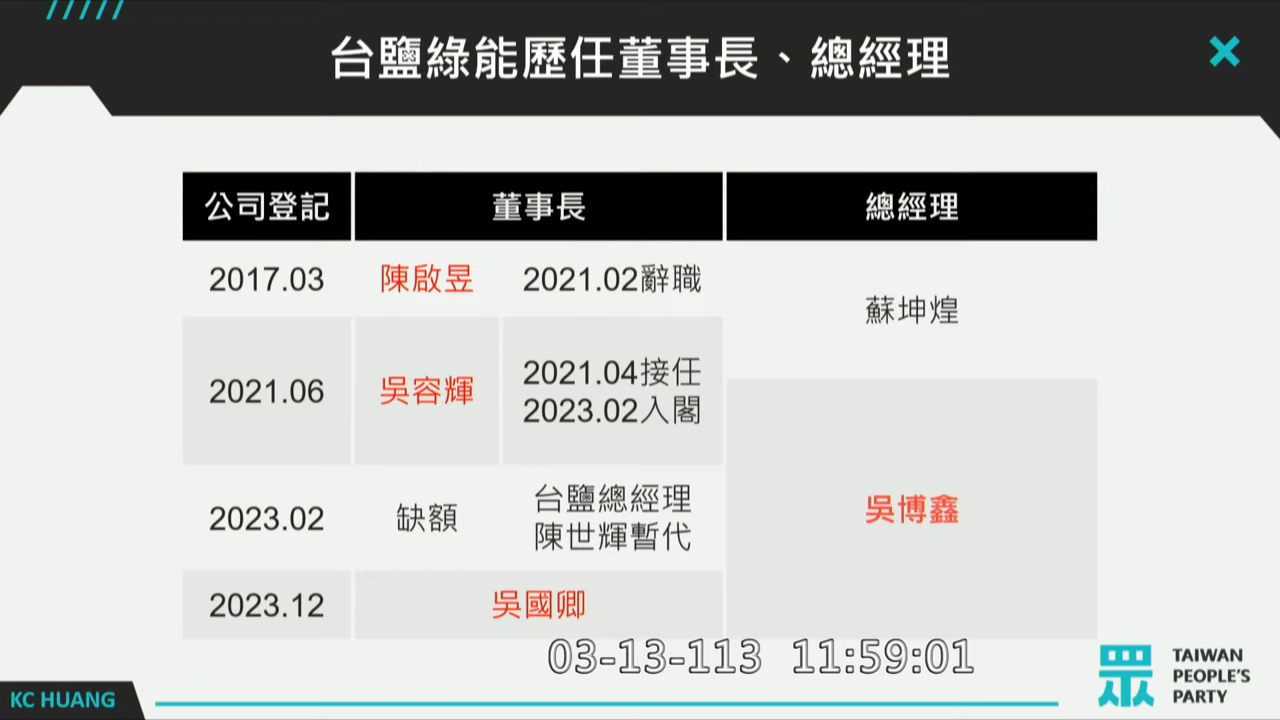 台鹽綠能歷任董事長、總經理
公司登記 董事長 總經理
2017.03 陳啟昱 2021.02辭職
蘇坤煌
2021.06 吳容輝 2021.04接任
2023.02入閣
吳博鑫
2023.02 缺額 台鹽總經理
陳世輝暫代
2023.12 吳國卿
03-13-113 11:59:01
KC HUANG
眾 TAIWAN
PEOPLE'S
PARTY